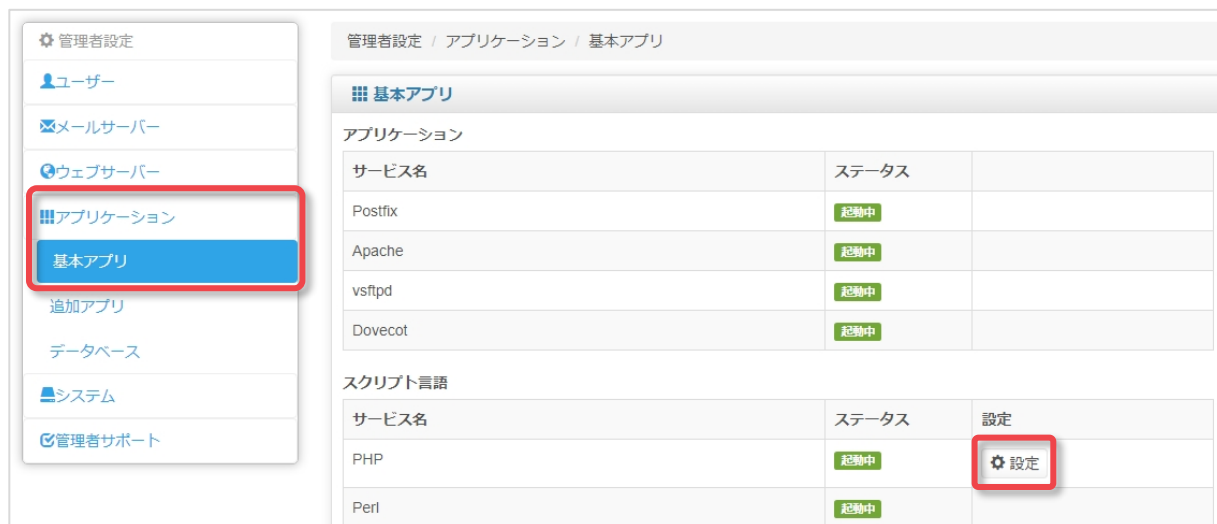 管理者設定
ユーザー
メールサーバー
ウェブサーバー
アプリケーション
基本アプリ
追加アプリ
データベース
システム
管理者サポート
管理者設定 / アプリケーション / 基本アプリ
基本アプリ
アプリケーション
サービス名 ステータス
Postfix 起動中
Apache 起動中
vsftpd 起動中
Dovecot 起動中
スクリプト言語
サービス名 ステータス 設定
PHP 起動中 設定
Perl 起動中